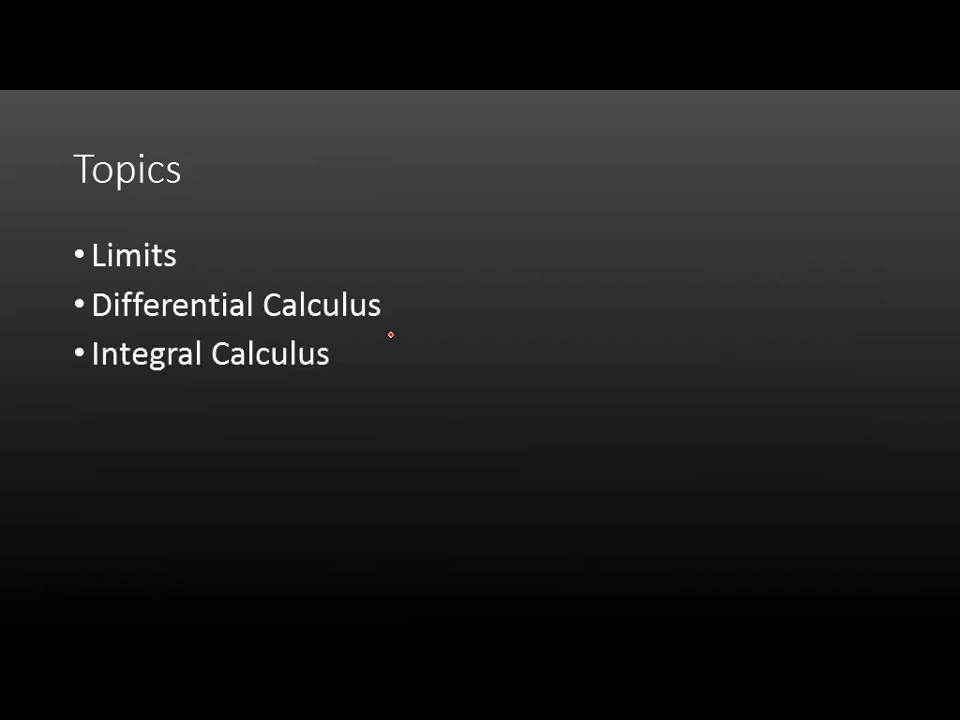 Topics
• Limits
• Differential Calculus
• Integral Calculus